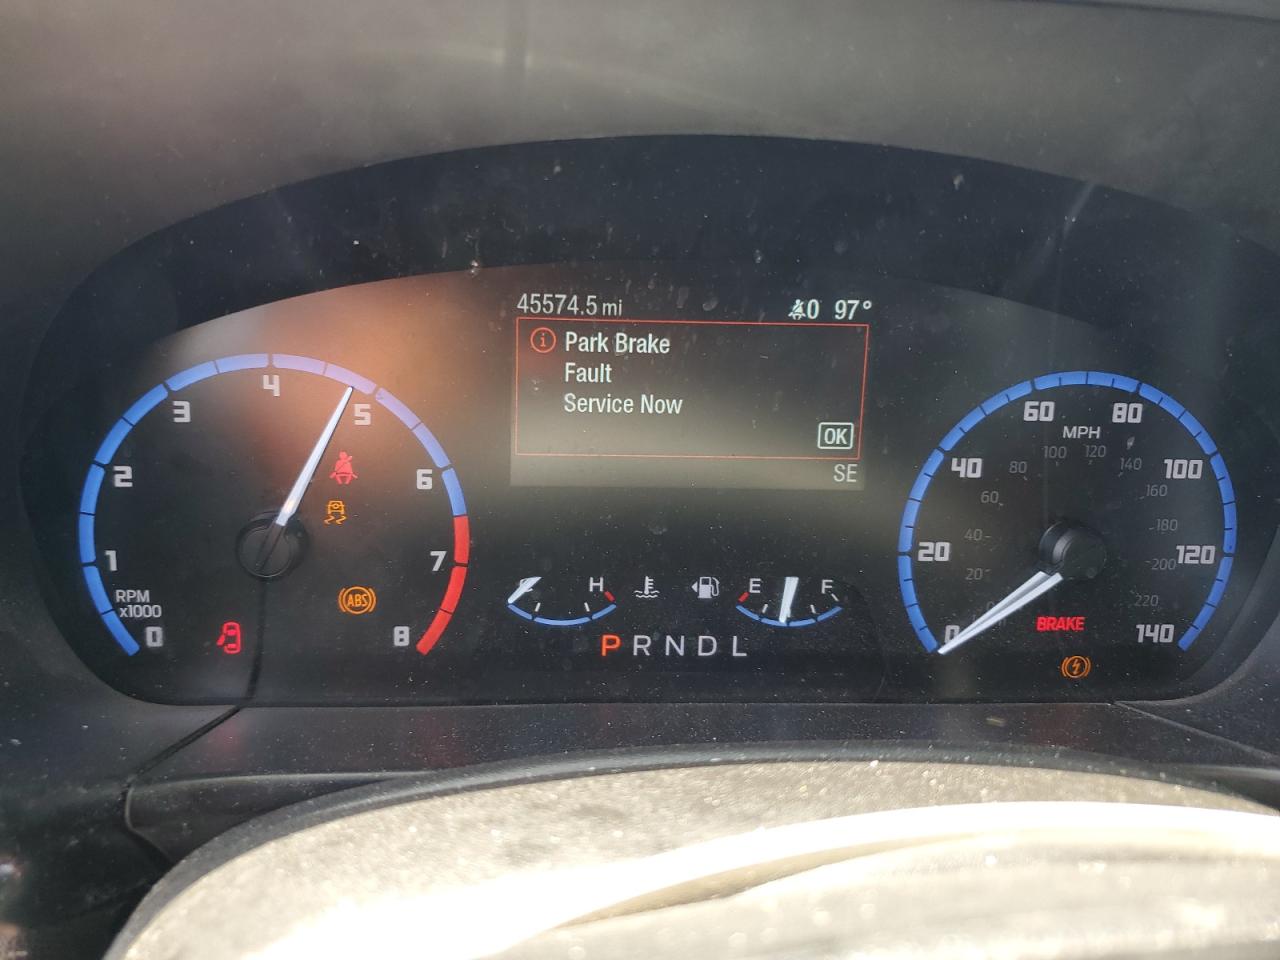 45574.5 mi
0 97°
i Park Brake
Fault
Service Now
OK
SE
0 1 2 3 4 5 6 7 8
RPM
x1000
ABS
H
E F
P R N D L
0 20 40 60 80 100 120 140
MPH
0 20 40 60 80 100 120 140 160 180 200 220
BRAKE